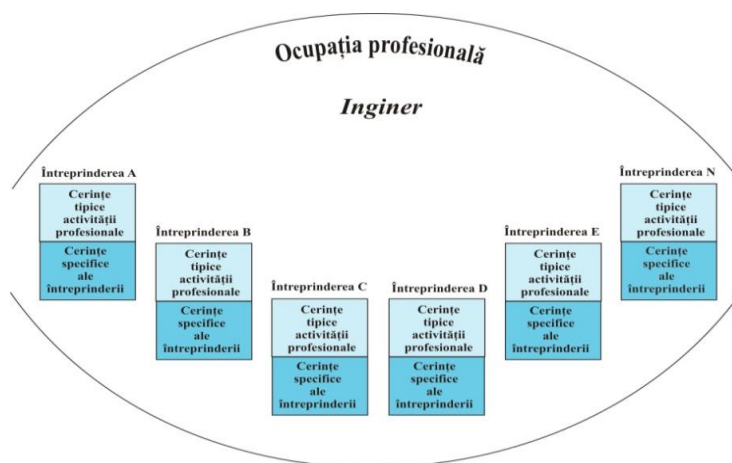 Ocupația profesională
Inginer
Întreprinderea A
Cerințe
tipice
activității
profesionale
Cerințe
specifice
ale
întreprinderii
Întreprinderea B
Cerințe
tipice
activității
profesionale
Cerințe
specifice
ale
întreprinderii
Întreprinderea C
Cerințe
tipice
activității
profesionale
Cerințe
specifice
ale
întreprinderii
Întreprinderea D
Cerințe
tipice
activității
profesionale
Cerințe
specifice
ale
întreprinderii
Întreprinderea E
Cerințe
tipice
activității
profesionale
Cerințe
specifice
ale
întreprinderii
Întreprinderea N
Cerințe
tipice
activității
profesionale
Cerințe
specifice
ale
întreprinderii